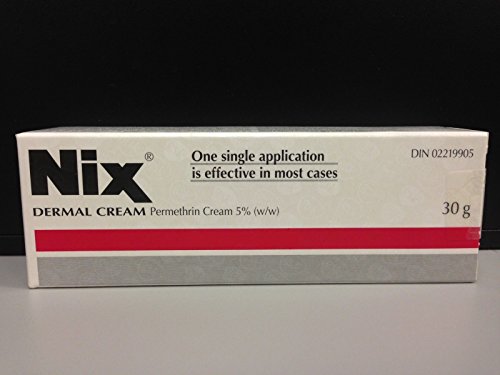 Nix®
DERMAL CREAM Permethrin Cream 5% (w/w)
One single application
is effective in most cases
DIN 02219905
30 g